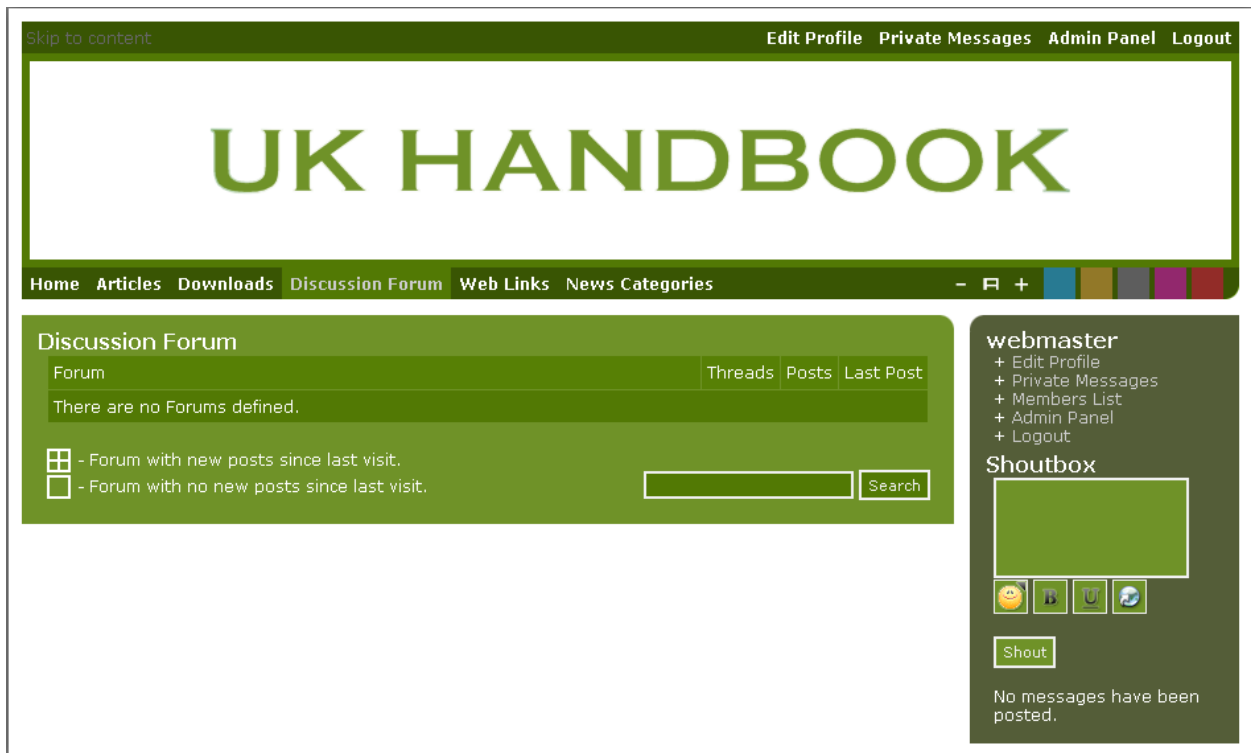 Skip to content
Edit Profile Private Messages Admin Panel Logout
UK HANDBOOK
Home Articles Downloads Discussion Forum Web Links News Categories
- A +
Discussion Forum
Forum Threads Posts Last Post
There are no Forums defined.
- Forum with new posts since last visit.
- Forum with no new posts since last visit.
Search
webmaster
+ Edit Profile
+ Private Messages
+ Members List
+ Admin Panel
+ Logout
Shoutbox
B U
Shout
No messages have been
posted.